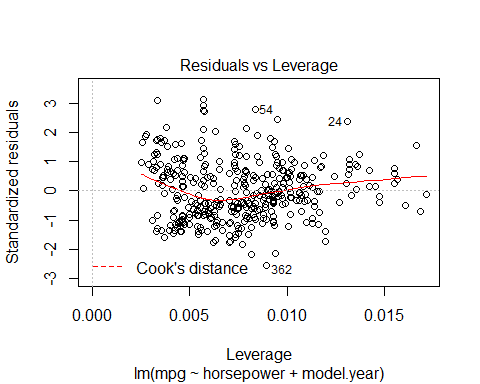 Residuals vs Leverage
Standardized residuals
3
2
1
0
-1
-2
-3
54
24
362
Cook's distance
0.000 0.005 0.010 0.015
Leverage
lm(mpg ~ horsepower + model.year)